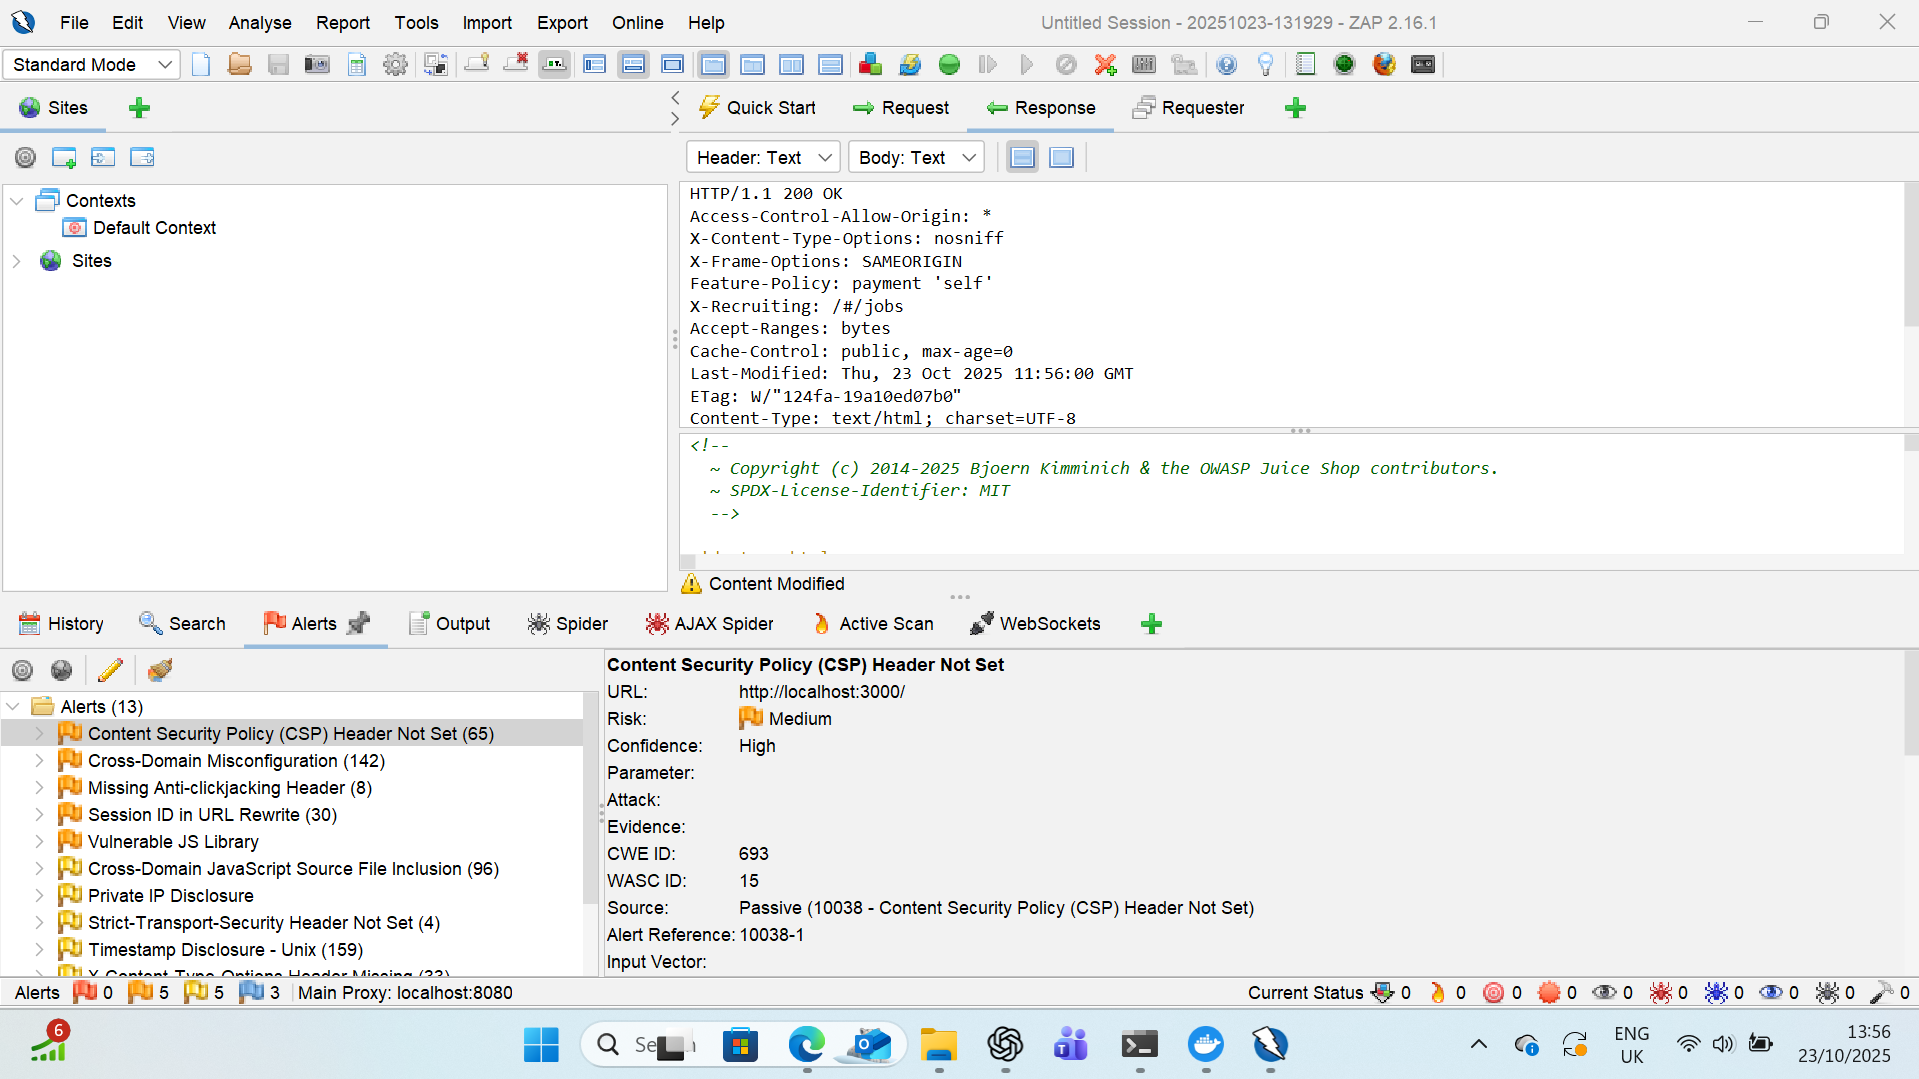 File Edit View Analyse Report Tools Import Export Online Help
Untitled Session - 20251023-131929 - ZAP 2.16.1
Standard Mode
Sites
Quick Start Request Response Requester
Header: Text Body: Text
Contexts
Default Context
Sites
HTTP/1.1 200 OK
Access-Control-Allow-Origin: *
X-Content-Type-Options: nosniff
X-Frame-Options: SAMEORIGIN
Feature-Policy: payment 'self'
X-Recruiting: /#/jobs
Accept-Ranges: bytes
Cache-Control: public, max-age=0
Last-Modified: Thu, 23 Oct 2025 11:56:00 GMT
ETag: W/"124fa-19a10ed07b0"
Content-Type: text/html; charset=UTF-8
<!--
~ Copyright (c) 2014-2025 Bjoern Kimminich & the OWASP Juice Shop contributors.
~ SPDX-License-Identifier: MIT
-->
Content Modified
History Search Alerts Output Spider AJAX Spider Active Scan WebSockets
Alerts (13)
Content Security Policy (CSP) Header Not Set (65)
Cross-Domain Misconfiguration (142)
Missing Anti-clickjacking Header (8)
Session ID in URL Rewrite (30)
Vulnerable JS Library
Cross-Domain JavaScript Source File Inclusion (96)
Private IP Disclosure
Strict-Transport-Security Header Not Set (4)
Timestamp Disclosure - Unix (159)
X-Content-Type-Options Header Missing (33)
Content Security Policy (CSP) Header Not Set
URL: http://localhost:3000/
Risk: Medium
Confidence: High
Parameter:
Attack:
Evidence:
CWE ID: 693
WASC ID: 15
Source: Passive (10038 - Content Security Policy (CSP) Header Not Set)
Alert Reference: 10038-1
Input Vector:
Alerts 0 5 5 3 Main Proxy: localhost:8080
Current Status 0 0 0 0 0 0 0 0 0 0
6
ENG
UK
13:56
23/10/2025